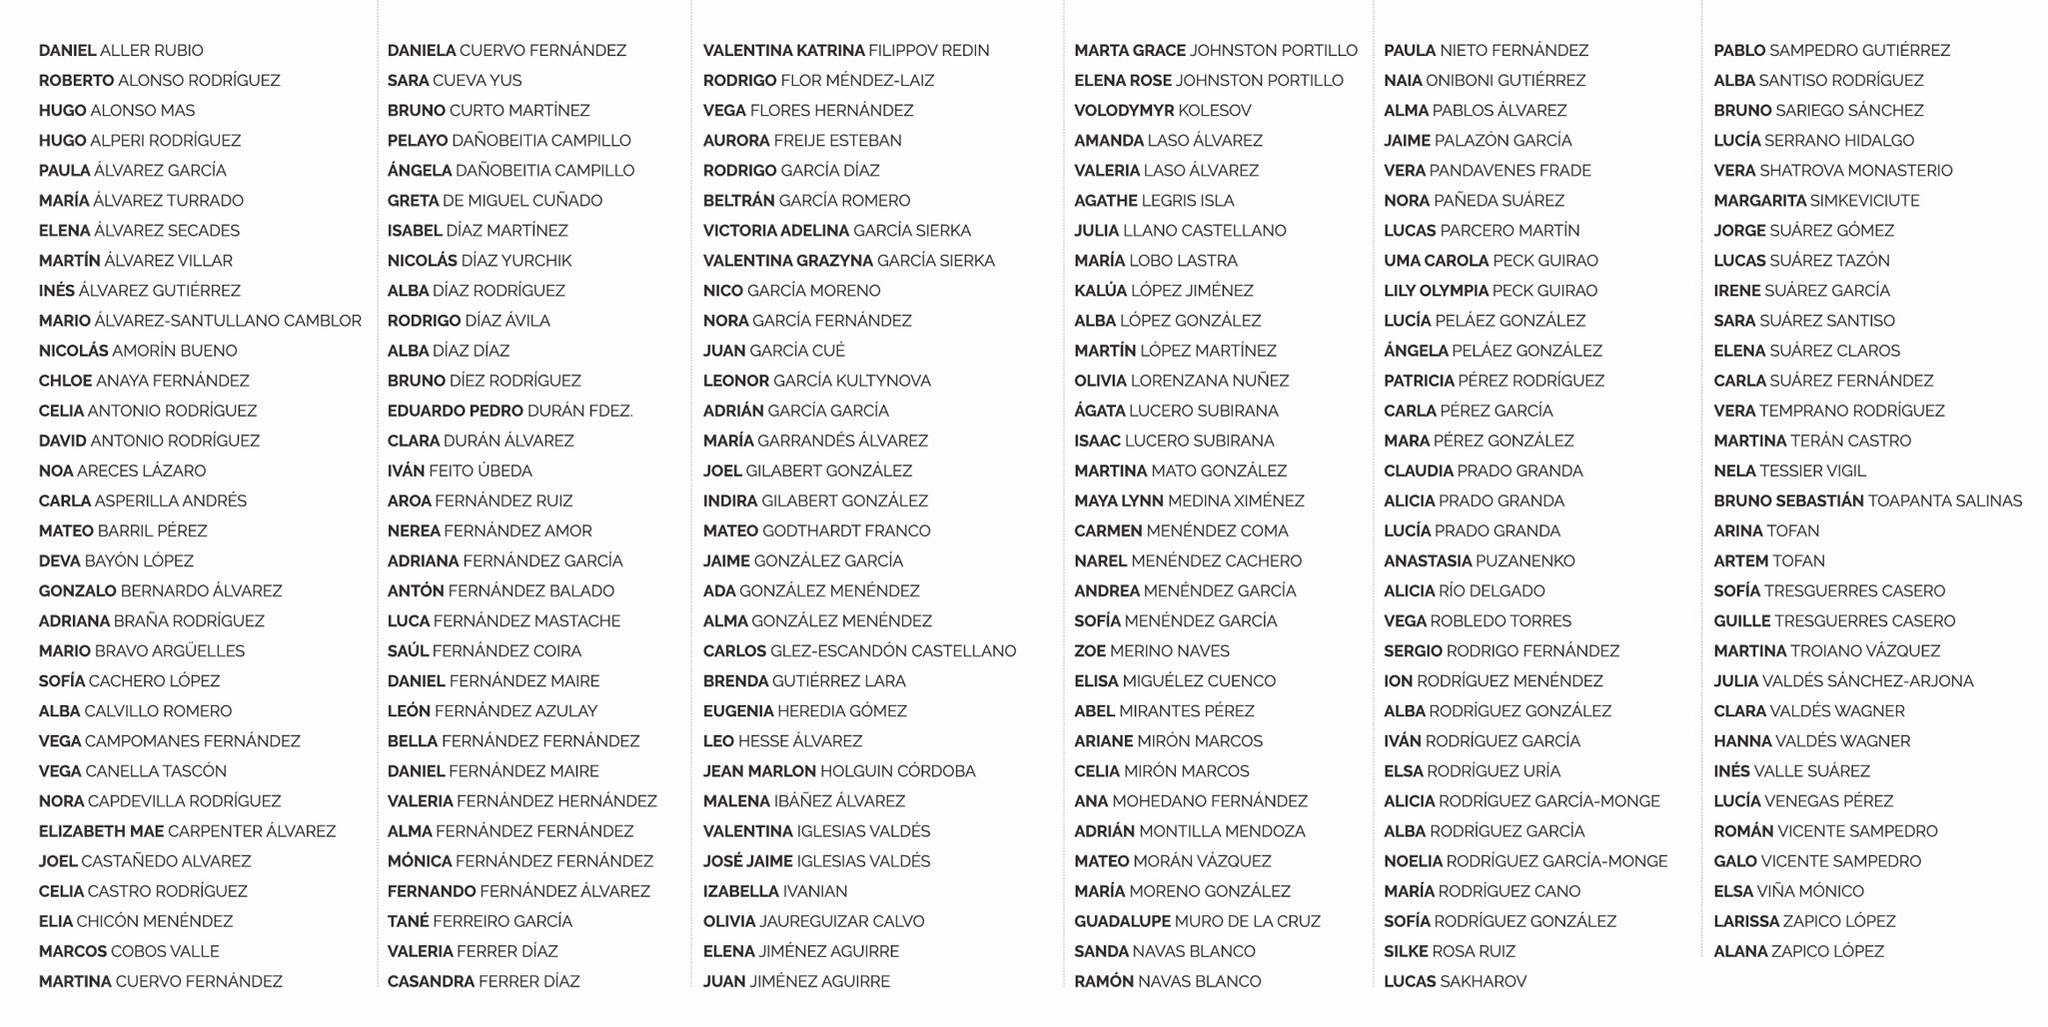 DANIEL ALLER RUBIO
ROBERTO ALONSO RODRÍGUEZ
HUGO ALONSO MAS
HUGO ALPERI RODRÍGUEZ
PAULA ÁLVAREZ GARCÍA
MARÍA ÁLVAREZ TURRADO
ELENA ÁLVAREZ SECADES
MARTÍN ÁLVAREZ VILLAR
INÉS ÁLVAREZ GUTIÉRREZ
MARIO ÁLVAREZ-SANTULLANO CAMBLOR
NICOLÁS AMORÍN BUENO
CHLOE ANAYA FERNÁNDEZ
CELIA ANTONIO RODRÍGUEZ
DAVID ANTONIO RODRÍGUEZ
NOA ARECES LÁZARO
CARLA ASPERILLA ANDRÉS
MATEO BARRIL PÉREZ
DEVA BAYÓN LÓPEZ
GONZALO BERNARDO ÁLVAREZ
ADRIANA BRAÑA RODRÍGUEZ
MARIO BRAVO ARGÜELLES
SOFÍA CACHERO LÓPEZ
ALBA CALVILLO ROMERO
VEGA CAMPOMANES FERNÁNDEZ
VEGA CANELLA TASCÓN
NORA CAPDEVILLA RODRÍGUEZ
ELIZABETH MAE CARPENTER ÁLVAREZ
JOEL CASTAÑEDO ALVAREZ
CELIA CASTRO RODRÍGUEZ
ELIA CHICÓN MENÉNDEZ
MARCOS COBOS VALLE
MARTINA CUERVO FERNÁNDEZ
DANIELA CUERVO FERNÁNDEZ
SARA CUEVA YUS
BRUNO CURTO MARTÍNEZ
PELAYO DAÑOBEITIA CAMPILLO
ÁNGELA DAÑOBEITIA CAMPILLO
GRETA DE MIGUEL CUÑADO
ISABEL DÍAZ MARTÍNEZ
NICOLÁS DÍAZ YURCHIK
ALBA DÍAZ RODRÍGUEZ
RODRIGO DÍAZ ÁVILA
ALBA DÍAZ DÍAZ
BRUNO DÍEZ RODRÍGUEZ
EDUARDO PEDRO DURÁN FDEZ.
CLARA DURÁN ÁLVAREZ
IVÁN FEITO ÚBEDA
AROA FERNÁNDEZ RUIZ
NEREA FERNÁNDEZ AMOR
ADRIANA FERNÁNDEZ GARCÍA
ANTÓN FERNÁNDEZ BALADO
LUCA FERNÁNDEZ MASTACHE
SAÚL FERNÁNDEZ COIRA
DANIEL FERNÁNDEZ MAIRE
LEÓN FERNÁNDEZ AZULAY
BELLA FERNÁNDEZ FERNÁNDEZ
DANIEL FERNÁNDEZ MAIRE
VALERIA FERNÁNDEZ HERNÁNDEZ
ALMA FERNÁNDEZ FERNÁNDEZ
MÓNICA FERNÁNDEZ FERNÁNDEZ
FERNANDO FERNÁNDEZ ÁLVAREZ
TANÉ FERREIRO GARCÍA
VALERIA FERRER DÍAZ
CASANDRA FERRER DÍAZ
VALENTINA KATRINA FILIPPOV REDIN
RODRIGO FLOR MÉNDEZ-LAIZ
VEGA FLORES HERNÁNDEZ
AURORA FREIJE ESTEBAN
RODRIGO GARCÍA DÍAZ
BELTRÁN GARCÍA ROMERO
VICTORIA ADELINA GARCÍA SIERKA
VALENTINA GRAZYNA GARCÍA SIERKA
NICO GARCÍA MORENO
NORA GARCÍA FERNÁNDEZ
JUAN GARCÍA CUÉ
LEONOR GARCÍA KULTYNOVA
ADRIÁN GARCÍA GARCÍA
MARÍA GARRANDÉS ÁLVAREZ
JOEL GILABERT GONZÁLEZ
INDIRA GILABERT GONZÁLEZ
MATEO GODTHARDT FRANCO
JAIME GONZÁLEZ GARCÍA
ADA GONZÁLEZ MENÉNDEZ
ALMA GONZÁLEZ MENÉNDEZ
CARLOS GLEZ-ESCANDÓN CASTELLANO
BRENDA GUTIÉRREZ LARA
EUGENIA HEREDIA GÓMEZ
LEO HESSE ÁLVAREZ
JEAN MARLON HOLGUIN CÓRDOBA
MALENA IBÁÑEZ ÁLVAREZ
VALENTINA IGLESIAS VALDÉS
JOSÉ JAIME IGLESIAS VALDÉS
IZABELLA IVANIAN
OLIVIA JAUREGUIZAR CALVO
ELENA JIMÉNEZ AGUIRRE
JUAN JIMÉNEZ AGUIRRE
MARTA GRACE JOHNSTON PORTILLO
ELENA ROSE JOHNSTON PORTILLO
VOLODYMYR KOLESOV
AMANDA LASO ÁLVAREZ
VALERIA LASO ÁLVAREZ
AGATHE LEGRIS ISLA
JULIA LLANO CASTELLANO
MARÍA LOBO LASTRA
KALÚA LÓPEZ JIMÉNEZ
ALBA LÓPEZ GONZÁLEZ
MARTÍN LÓPEZ MARTÍNEZ
OLIVIA LORENZANA NUÑEZ
ÁGATA LUCERO SUBIRANA
ISAAC LUCERO SUBIRANA
MARTINA MATO GONZÁLEZ
MAYA LYNN MEDINA XIMÉNEZ
CARMEN MENÉNDEZ COMA
NAREL MENÉNDEZ CACHERO
ANDREA MENÉNDEZ GARCÍA
SOFÍA MENÉNDEZ GARCÍA
ZOE MERINO NAVES
ELISA MIGUÉLEZ CUENCO
ABEL MIRANTES PÉREZ
ARIANE MIRÓN MARCOS
CELIA MIRÓN MARCOS
ANA MOHEDANO FERNÁNDEZ
ADRIÁN MONTILLA MENDOZA
MATEO MORÁN VÁZQUEZ
MARÍA MORENO GONZÁLEZ
GUADALUPE MURO DE LA CRUZ
SANDA NAVAS BLANCO
RAMÓN NAVAS BLANCO
PAULA NIETO FERNÁNDEZ
NAIA ONIBONI GUTIÉRREZ
ALMA PABLOS ÁLVAREZ
JAIME PALAZÓN GARCÍA
VERA PANDAVENES FRADE
NORA PAÑEDA SUÁREZ
LUCAS PARCERO MARTÍN
UMA CAROLA PECK GUIRAO
LILY OLYMPIA PECK GUIRAO
LUCÍA PELÁEZ GONZÁLEZ
ÁNGELA PELÁEZ GONZÁLEZ
PATRICIA PÉREZ RODRÍGUEZ
CARLA PÉREZ GARCÍA
MARA PÉREZ GONZÁLEZ
CLAUDIA PRADO GRANDA
ALICIA PRADO GRANDA
LUCÍA PRADO GRANDA
ANASTASIA PUZANENKO
ALICIA RÍO DELGADO
VEGA ROBLEDO TORRES
SERGIO RODRIGO FERNÁNDEZ
ION RODRÍGUEZ MENÉNDEZ
ALBA RODRÍGUEZ GONZÁLEZ
IVÁN RODRÍGUEZ GARCÍA
ELSA RODRÍGUEZ URÍA
ALICIA RODRÍGUEZ GARCÍA-MONGE
ALBA RODRÍGUEZ GARCÍA
NOELIA RODRÍGUEZ GARCÍA-MONGE
MARÍA RODRÍGUEZ CANO
SOFÍA RODRÍGUEZ GONZÁLEZ
SILKE ROSA RUIZ
LUCAS SAKHAROV
PABLO SAMPEDRO GUTIÉRREZ
ALBA SANTISO RODRÍGUEZ
BRUNO SARIEGO SÁNCHEZ
LUCÍA SERRANO HIDALGO
VERA SHATROVA MONASTERIO
MARGARITA SIMKEVICIUTE
JORGE SUÁREZ GÓMEZ
LUCAS SUÁREZ TAZÓN
IRENE SUÁREZ GARCÍA
SARA SUÁREZ SANTISO
ELENA SUÁREZ CLAROS
CARLA SUÁREZ FERNÁNDEZ
VERA TEMPRANO RODRÍGUEZ
MARTINA TERÁN CASTRO
NELA TESSIER VIGIL
BRUNO SEBASTIÁN TOAPANTA SALINAS
ARINA TOFAN
ARTEM TOFAN
SOFÍA TRESGUERRES CASERO
GUILLE TRESGUERRES CASERO
MARTINA TROIANO VÁZQUEZ
JULIA VALDÉS SÁNCHEZ-ARJONA
CLARA VALDÉS WAGNER
HANNA VALDÉS WAGNER
INÉS VALLE SUÁREZ
LUCÍA VENEGAS PÉREZ
ROMÁN VICENTE SAMPEDRO
GALO VICENTE SAMPEDRO
ELSA VIÑA MÓNICO
LARISSA ZAPICO LÓPEZ
ALANA ZAPICO LÓPEZ